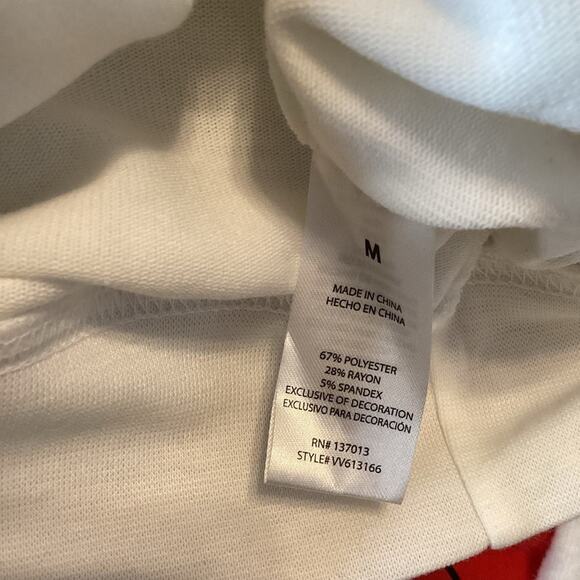 M
MADE IN CHINA
HECHO EN CHINA
67% POLYESTER
28% RAYON
5% SPANDEX
EXCLUSIVE OF DECORATION
EXCLUSIVO PARA DECORACIÓN
RN# 137013
STYLE# VV613166